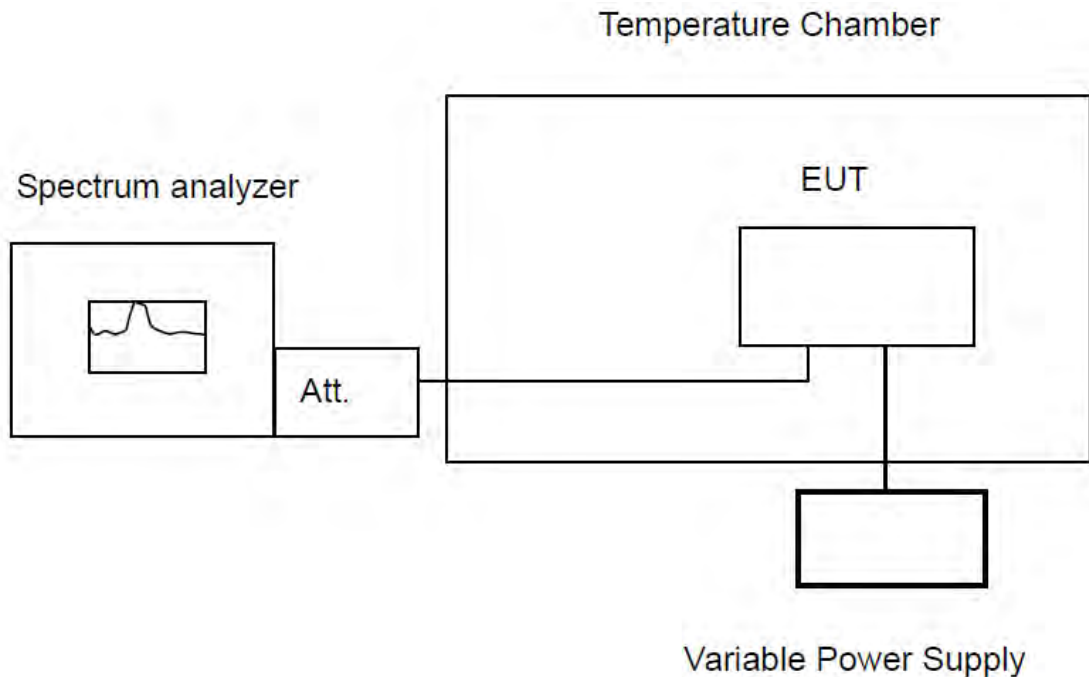 Temperature Chamber
Spectrum analyzer
EUT
Att.
Variable Power Supply